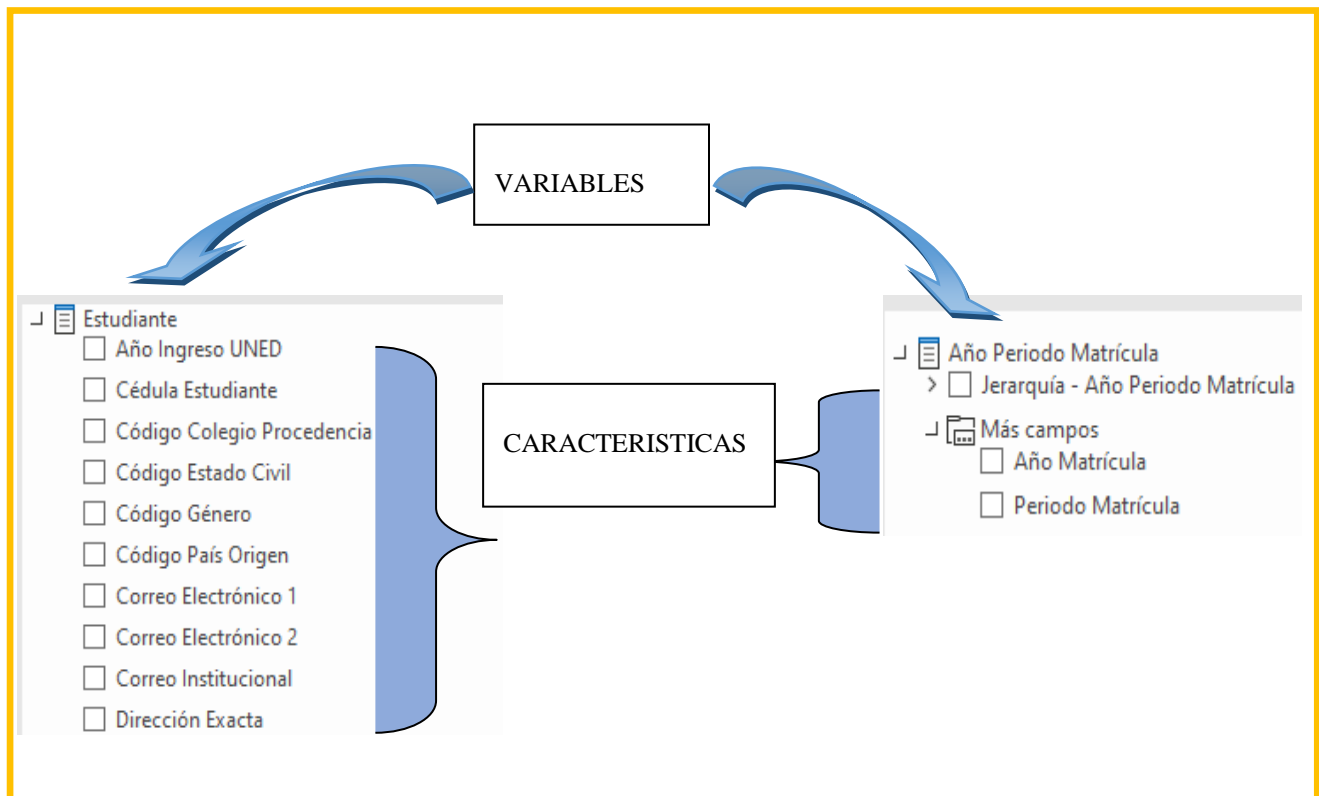 VARIABLES
Estudiante
Año Ingreso UNED
Cédula Estudiante
Código Colegio Procedencia
Código Estado Civil
Código Género
Código País Origen
Correo Electrónico 1
Correo Electrónico 2
Correo Institucional
Dirección Exacta
CARACTERISTICAS
Año Periodo Matrícula
Jerarquía - Año Periodo Matrícula
Más campos
Año Matrícula
Periodo Matrícula